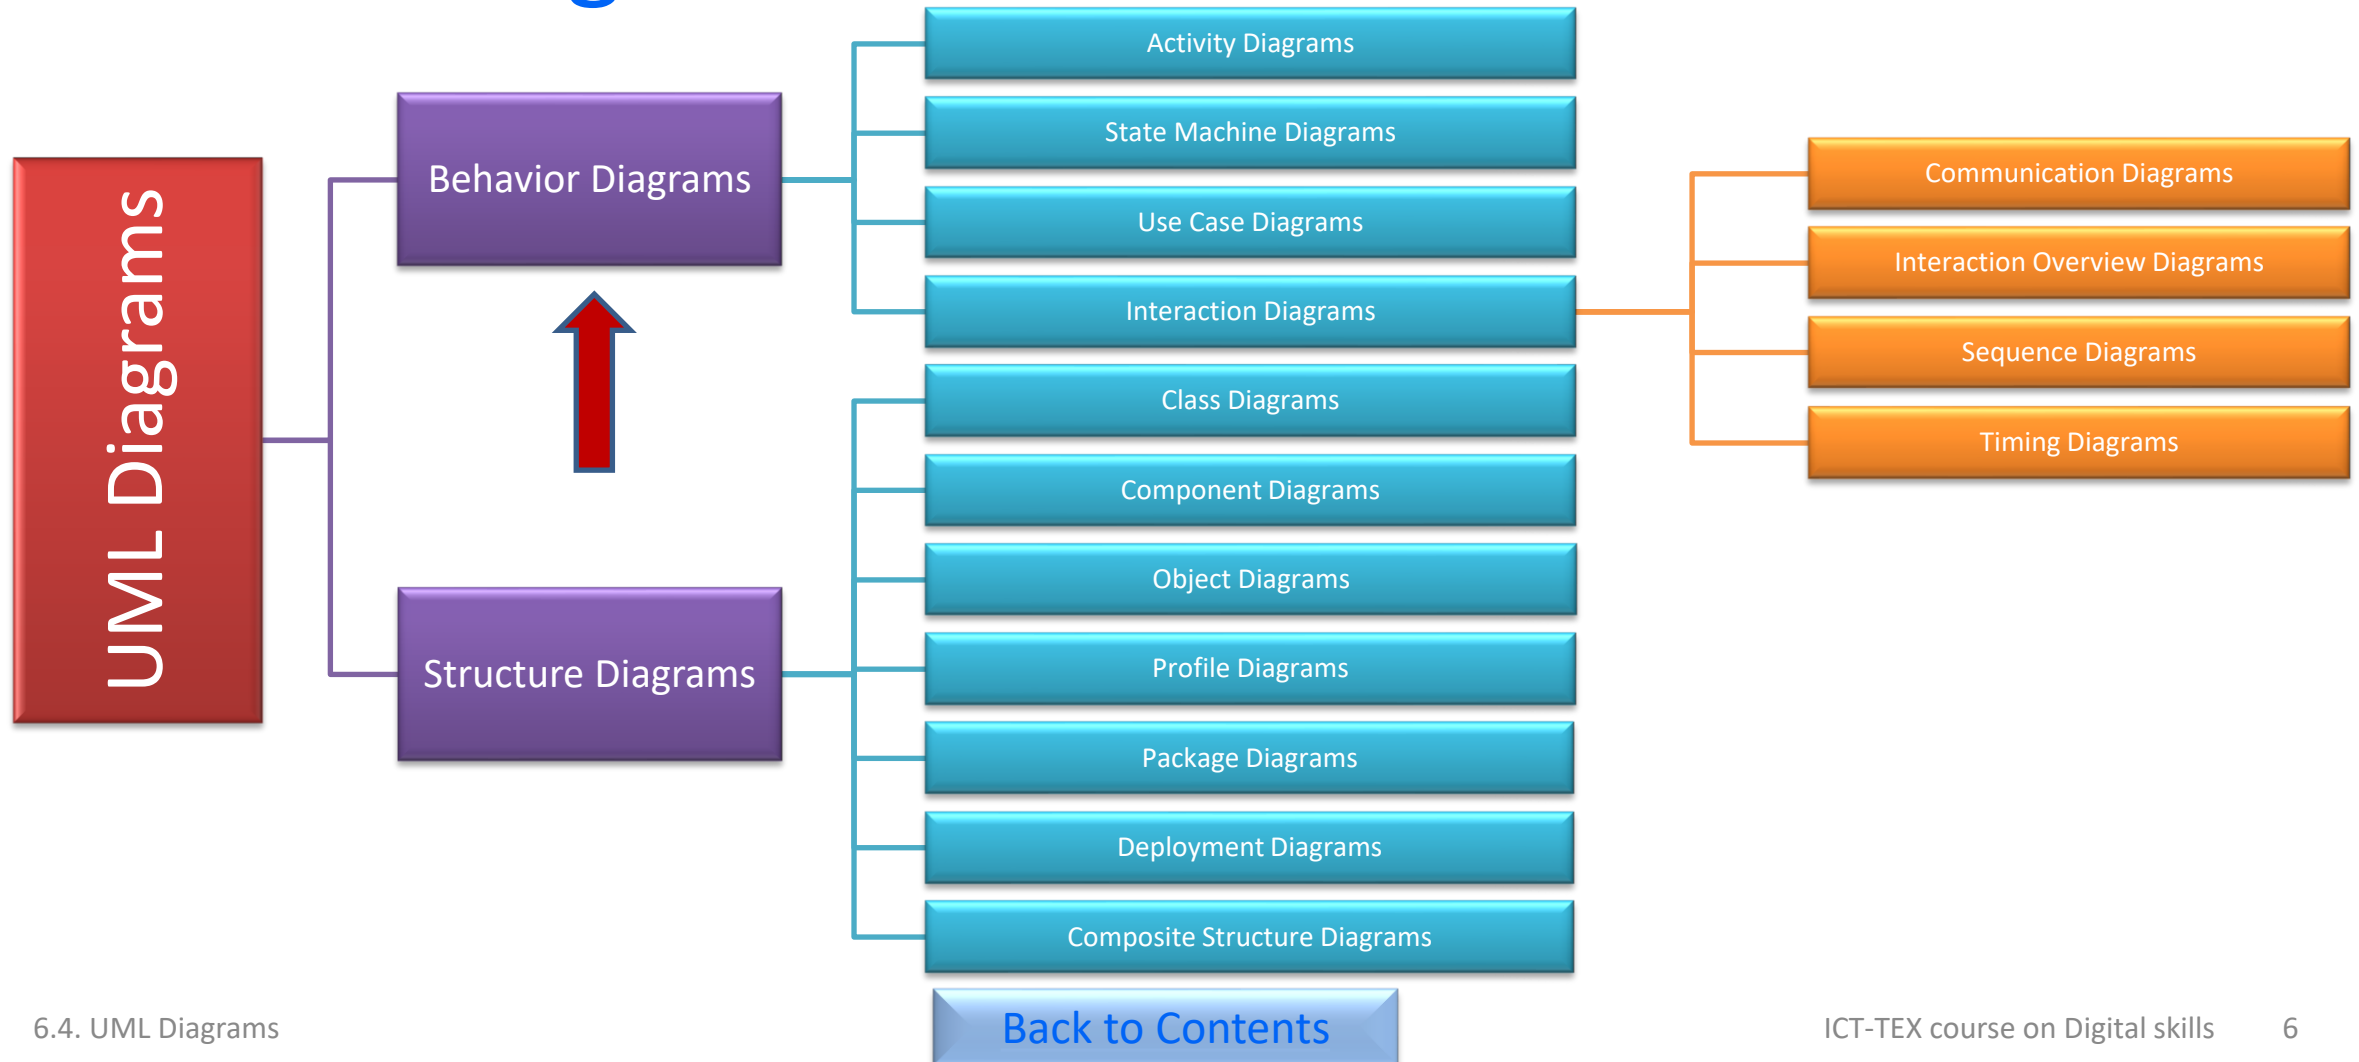 UML Diagrams
Behavior Diagrams
Activity Diagrams
State Machine Diagrams
Use Case Diagrams
Interaction Diagrams
Communication Diagrams
Interaction Overview Diagrams
Sequence Diagrams
Timing Diagrams
Structure Diagrams
Class Diagrams
Component Diagrams
Object Diagrams
Profile Diagrams
Package Diagrams
Deployment Diagrams
Composite Structure Diagrams
6.4. UML Diagrams
Back to Contents
ICT-TEX course on Digital skills
6